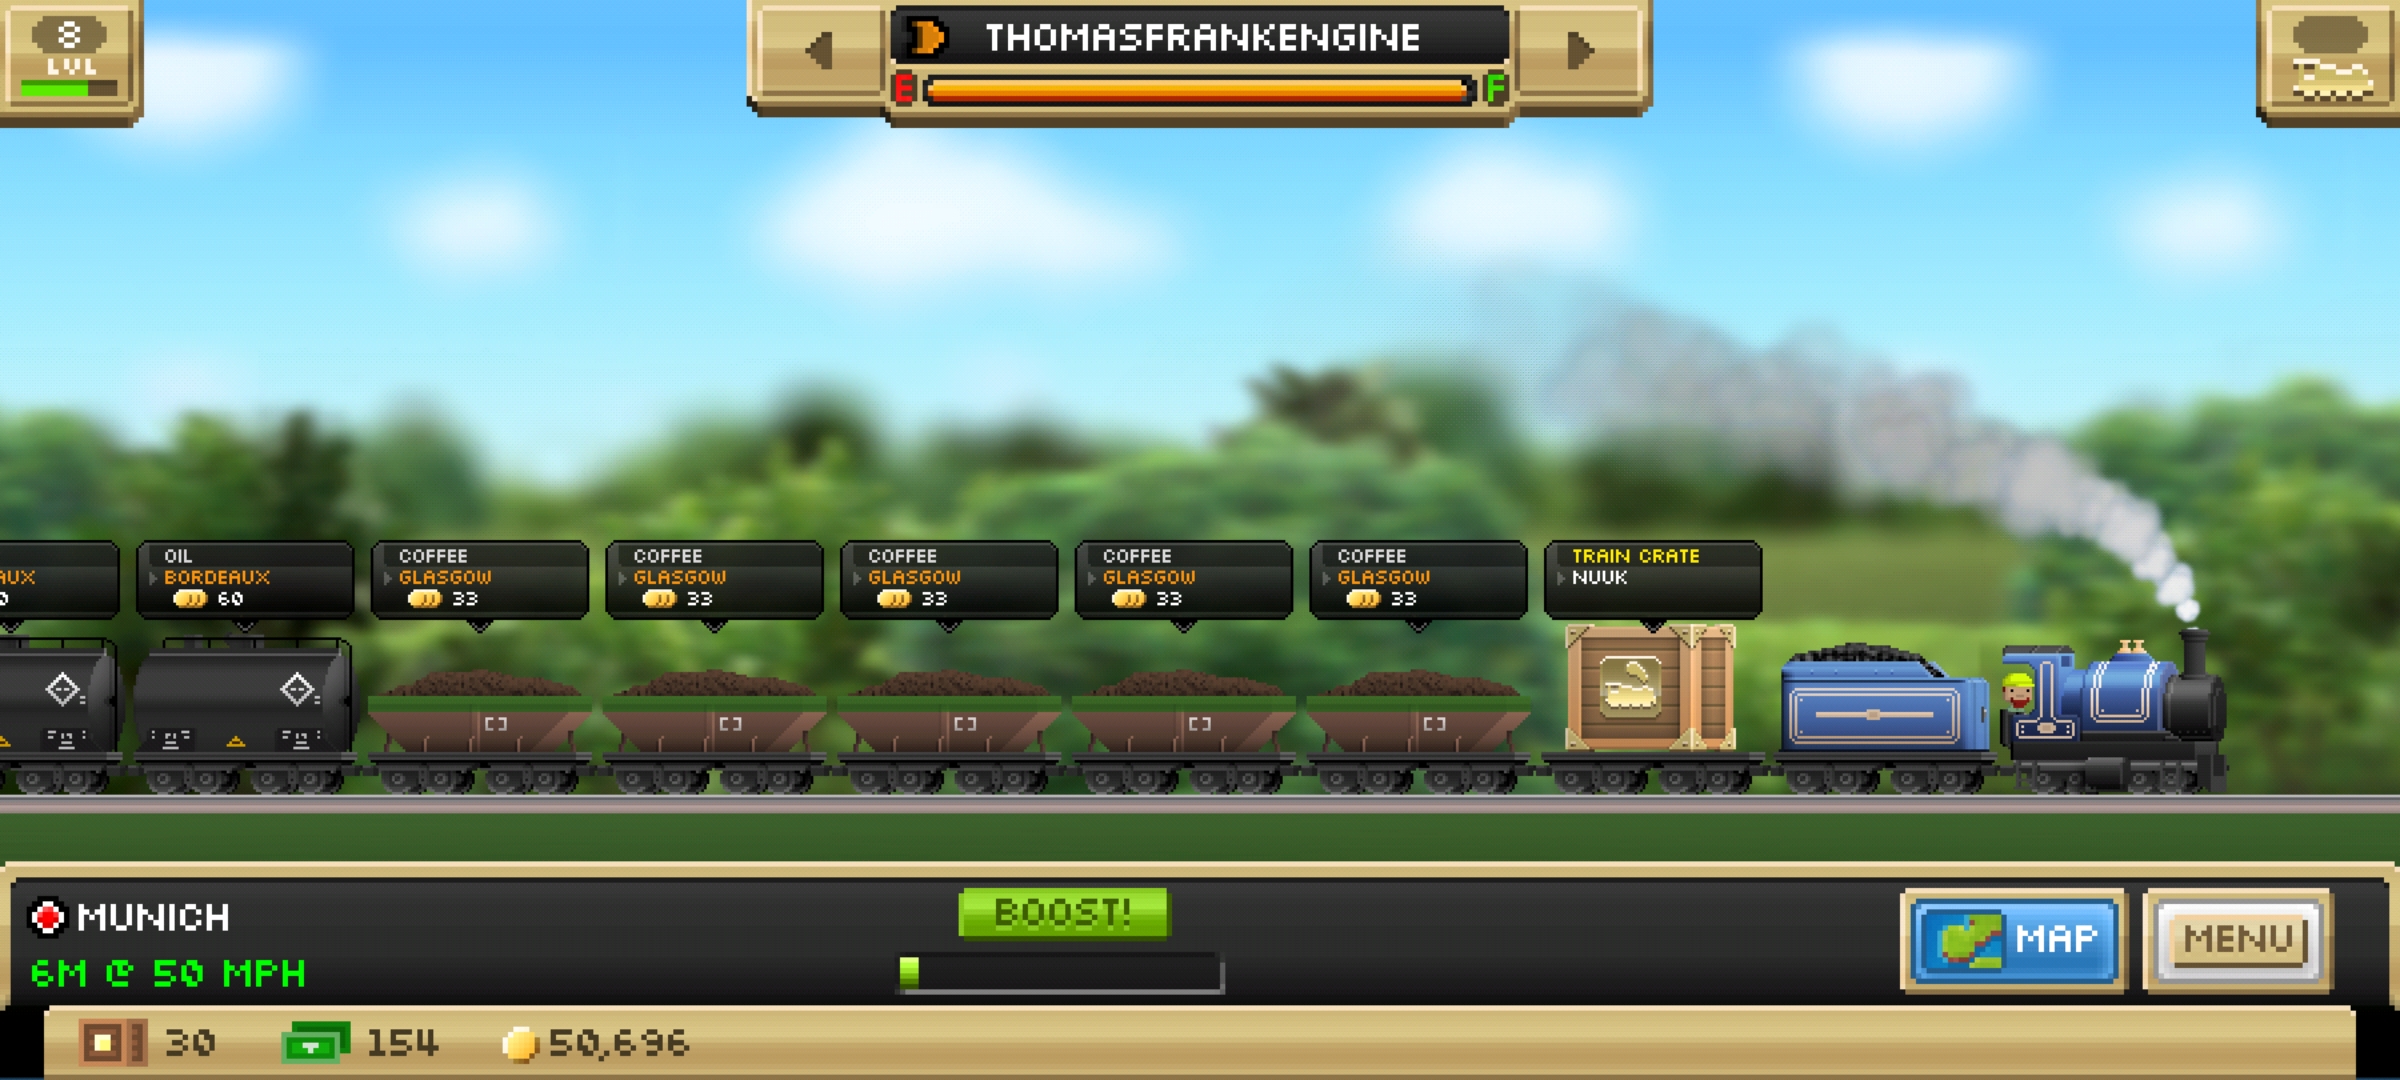 8
LVL
THOMASFRANKENGINE
E
F
OIL
BORDEAUX
60
COFFEE
GLASGOW
33
COFFEE
GLASGOW
33
COFFEE
GLASGOW
33
COFFEE
GLASGOW
33
COFFEE
GLASGOW
33
TRAIN CRATE
NUUK
MUNICH
6M @ 50 MPH
BOOST!
MAP
MENU
30
154
50,696